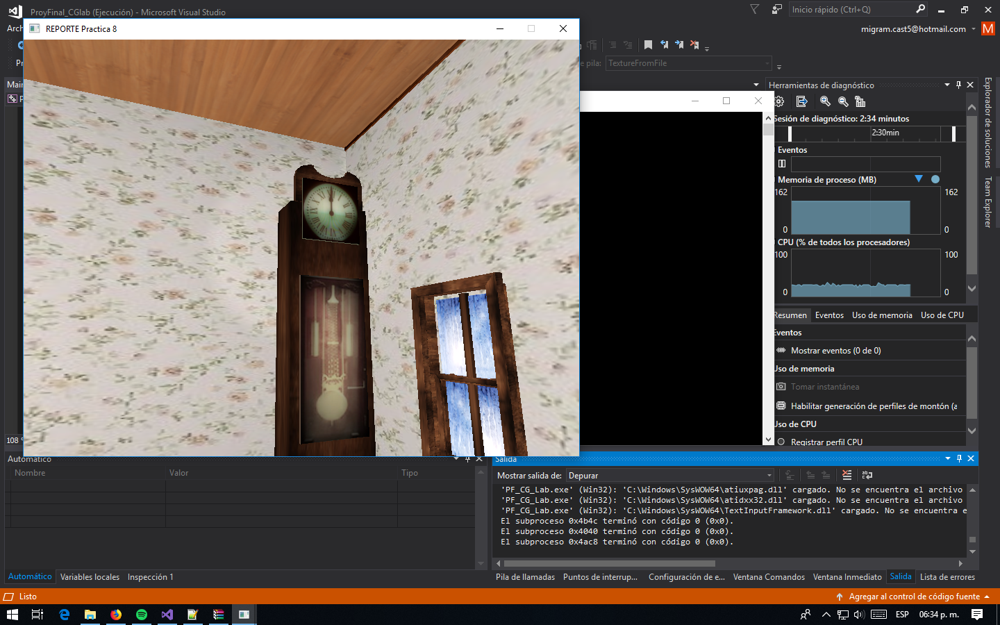 ProyFinal_CGlab (Ejecución) - Microsoft Visual Studio
Inicio rápido (Ctrl+Q)
Arch
REPORTE Practica 8
migram.cast5@hotmail.com
M
Pr
e pila:
TextureFromFile
Main
Herramientas de diagnóstico
P
Sesión de diagnóstico: 2:34 minutos
2:30min
Eventos
Memoria de proceso (MB)
162
162
0
0
CPU (% de todos los procesadores)
100
100
0
0
Resumen
Eventos
Uso de memoria
Uso de CPU
Eventos
Mostrar eventos (0 de 0)
Uso de memoria
Tomar instantánea
Habilitar generación de perfiles de montón (a
Uso de CPU
Registrar perfil CPU
Explorador de soluciones
Team Explorer
108 %
Automático
Nombre
Valor
Tipo
Salida
Mostrar salida de:
Depurar
'PF_CG_Lab.exe' (Win32): 'C:\Windows\SysWOW64\atiuxpag.dll' cargado. No se encuentra el archivo
'PF_CG_Lab.exe' (Win32): 'C:\Windows\SysWOW64\atidxx32.dll' cargado. No se encuentra el archivo
'PF_CG_Lab.exe' (Win32): 'C:\Windows\SysWOW64\TextInputFramework.dll' cargado. No se encuentra e
El subproceso 0x4b4c terminó con código 0 (0x0).
El subproceso 0x4040 terminó con código 0 (0x0).
El subproceso 0x4ac8 terminó con código 0 (0x0).
Automático
Variables locales
Inspección 1
Pila de llamadas
Puntos de interrup...
Configuración de e...
Ventana Comandos
Ventana Inmediato
Salida
Lista de errores
Listo
Agregar al control de código fuente
ESP
06:34 p. m.